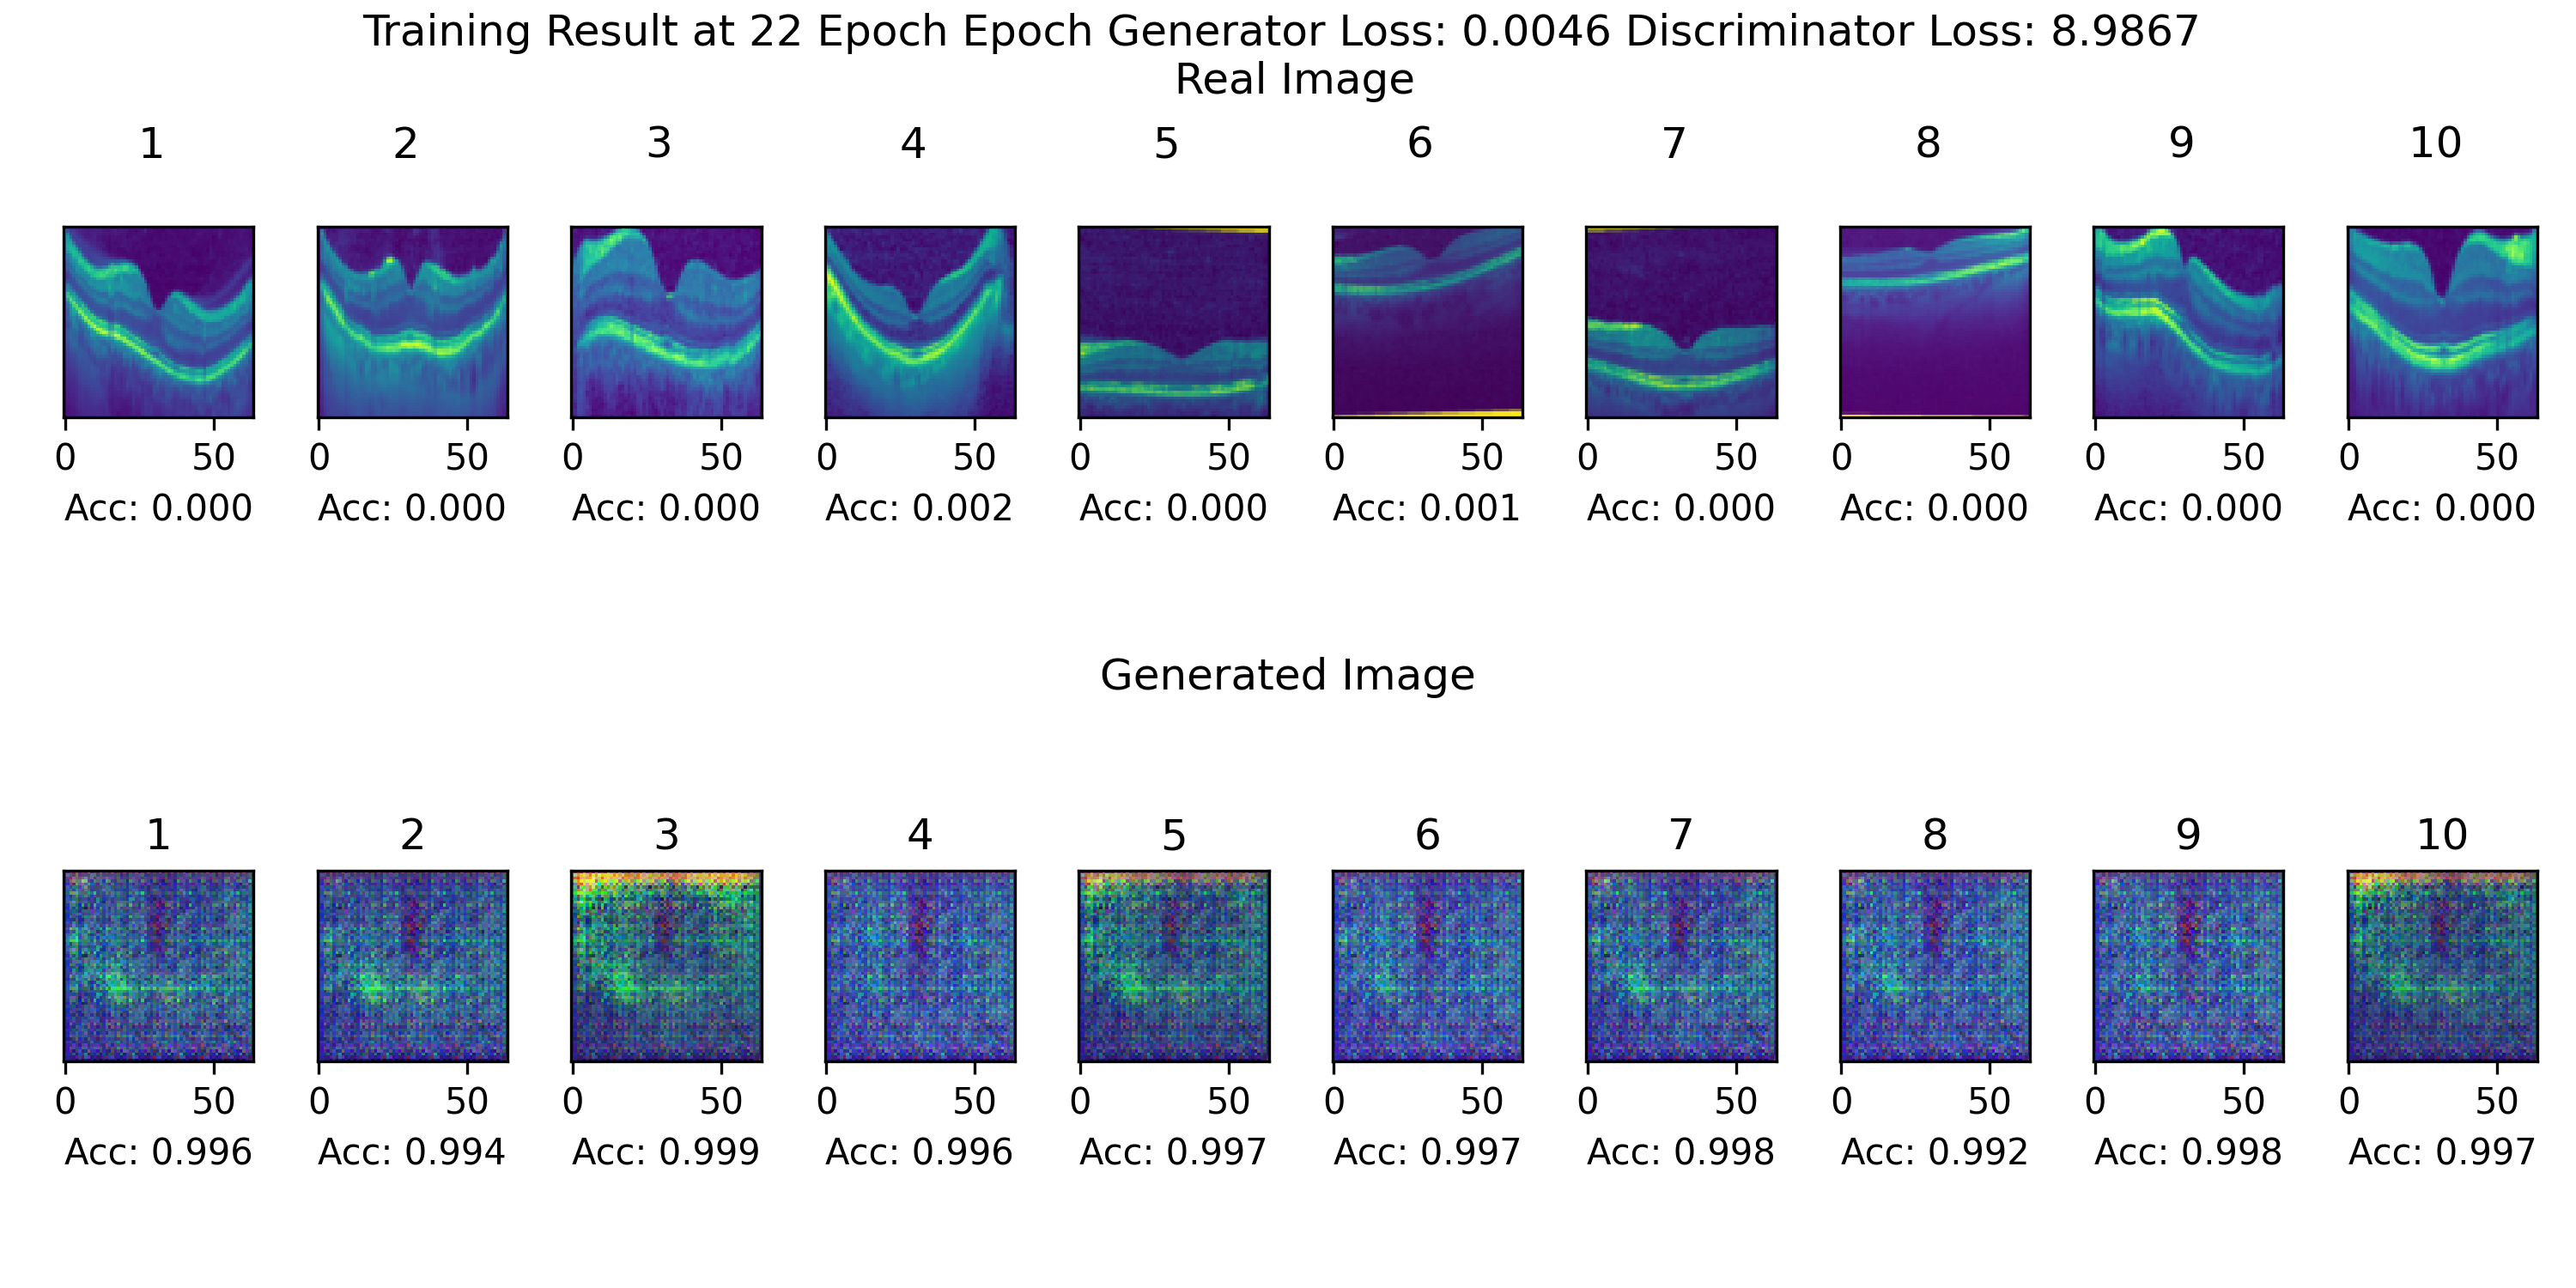 Training Result at 22 Epoch Epoch Generator Loss: 0.0046 Discriminator Loss: 8.9867
Real Image
1 2 3 4 5 6 7 8 9 10
0 50 0 50 0 50 0 50 0 50 0 50 0 50 0 50 0 50 0 50
Acc: 0.000 Acc: 0.000 Acc: 0.000 Acc: 0.002 Acc: 0.000 Acc: 0.001 Acc: 0.000 Acc: 0.000 Acc: 0.000 Acc: 0.000
Generated Image
1 2 3 4 5 6 7 8 9 10
0 50 0 50 0 50 0 50 0 50 0 50 0 50 0 50 0 50 0 50
Acc: 0.996 Acc: 0.994 Acc: 0.999 Acc: 0.996 Acc: 0.997 Acc: 0.997 Acc: 0.998 Acc: 0.992 Acc: 0.998 Acc: 0.997